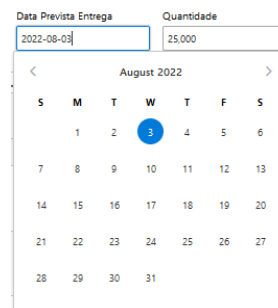 Data Prevista Entrega Quantidade
2022-08-03 25,000
August 2022
S M T W T F S
1 2 3 4 5 6
7 8 9 10 11 12 13
14 15 16 17 18 19 20
21 22 23 24 25 26 27
28 29 30 31